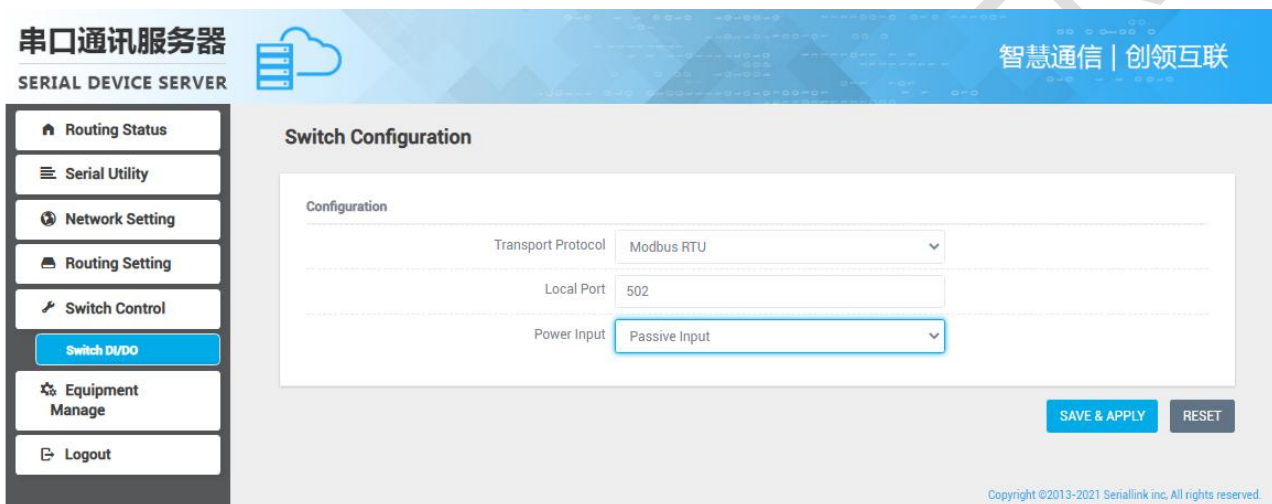 串口通讯服务器
SERIAL DEVICE SERVER
智慧通信 | 创领互联
Routing Status
Serial Utility
Network Setting
Routing Setting
Switch Control
Switch DI/DO
Equipment
Manage
Logout
Switch Configuration
Configuration
Transport Protocol Modbus RTU
Local Port 502
Power Input Passive Input
SAVE & APPLY RESET
Copyright ©2013-2021 Seriallink inc, All rights reserved.